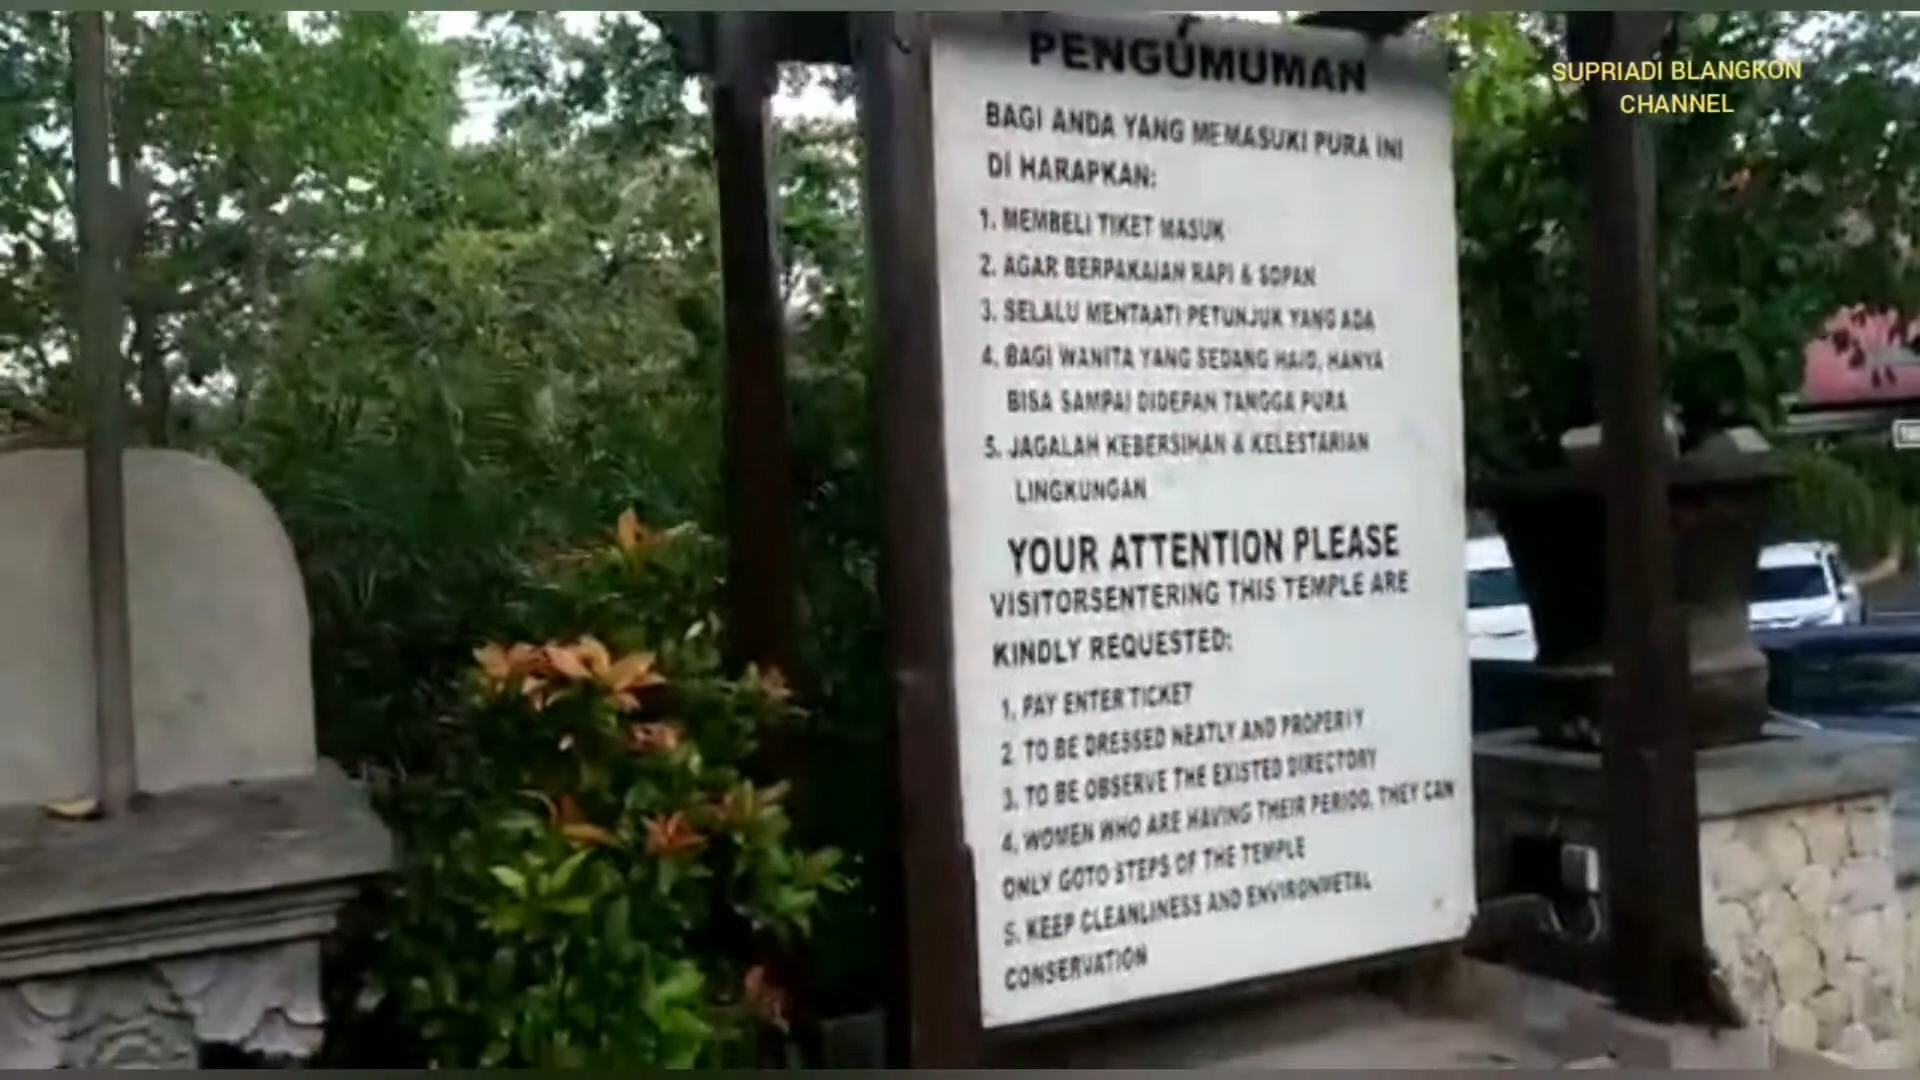 PENGUMUMAN
BAGI ANDA YANG MEMASUKI PURA INI
DI HARAPKAN:
1. MEMBELI TIKET MASUK
2. AGAR BERPAKAIAN RAPI & SOPAN
3. SELALU MENTAATI PETUNJUK YANG ADA
4. BAGI WANITA YANG SEDANG HAID, HANYA
BISA SAMPAI DIDEPAN TANGGA PURA
5. JAGALAH KEBERSIHAN & KELESTARIAN
LINGKUNGAN
YOUR ATTENTION PLEASE
VISITORSENTERING THIS TEMPLE ARE
KINDLY REQUESTED:
1. PAY ENTER TICKET
2. TO BE DRESSED NEATLY AND PROPERLY
3. TO BE OBSERVE THE EXISTED DIRECTORY
4. WOMEN WHO ARE HAVING THEIR PERIOD, THEY CAN
ONLY GOTO STEPS OF THE TEMPLE
5. KEEP CLEANLINESS AND ENVIRONMETAL
CONSERVATION
SUPRIADI BLANGKON
CHANNEL